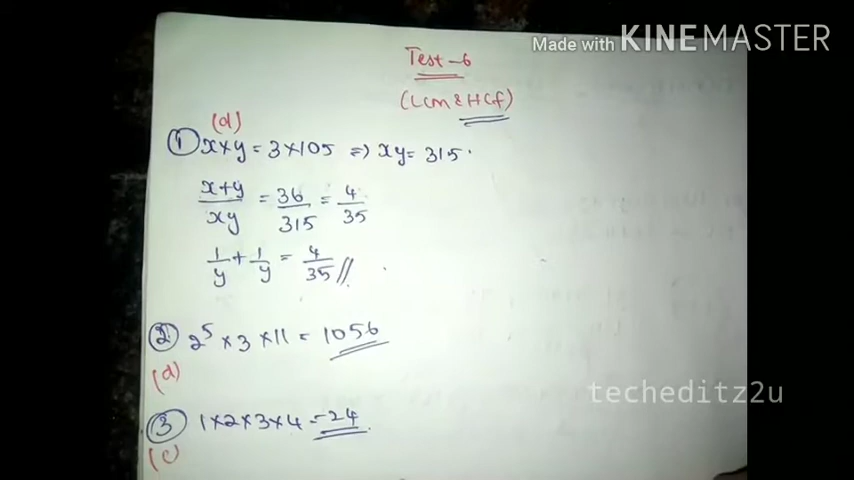 Made with KINEMASTER
Test-6
(LCM & HCF)
(d)
① x×y = 3×105 => xy = 315.
x+y/xy = 36/315 = 4/35
1/y + 1/y = 4/35 //
② 2⁵ × 3 × 11 = 1056
(d)
techeditz2u
③ 1×2×3×4 = 24
(c)